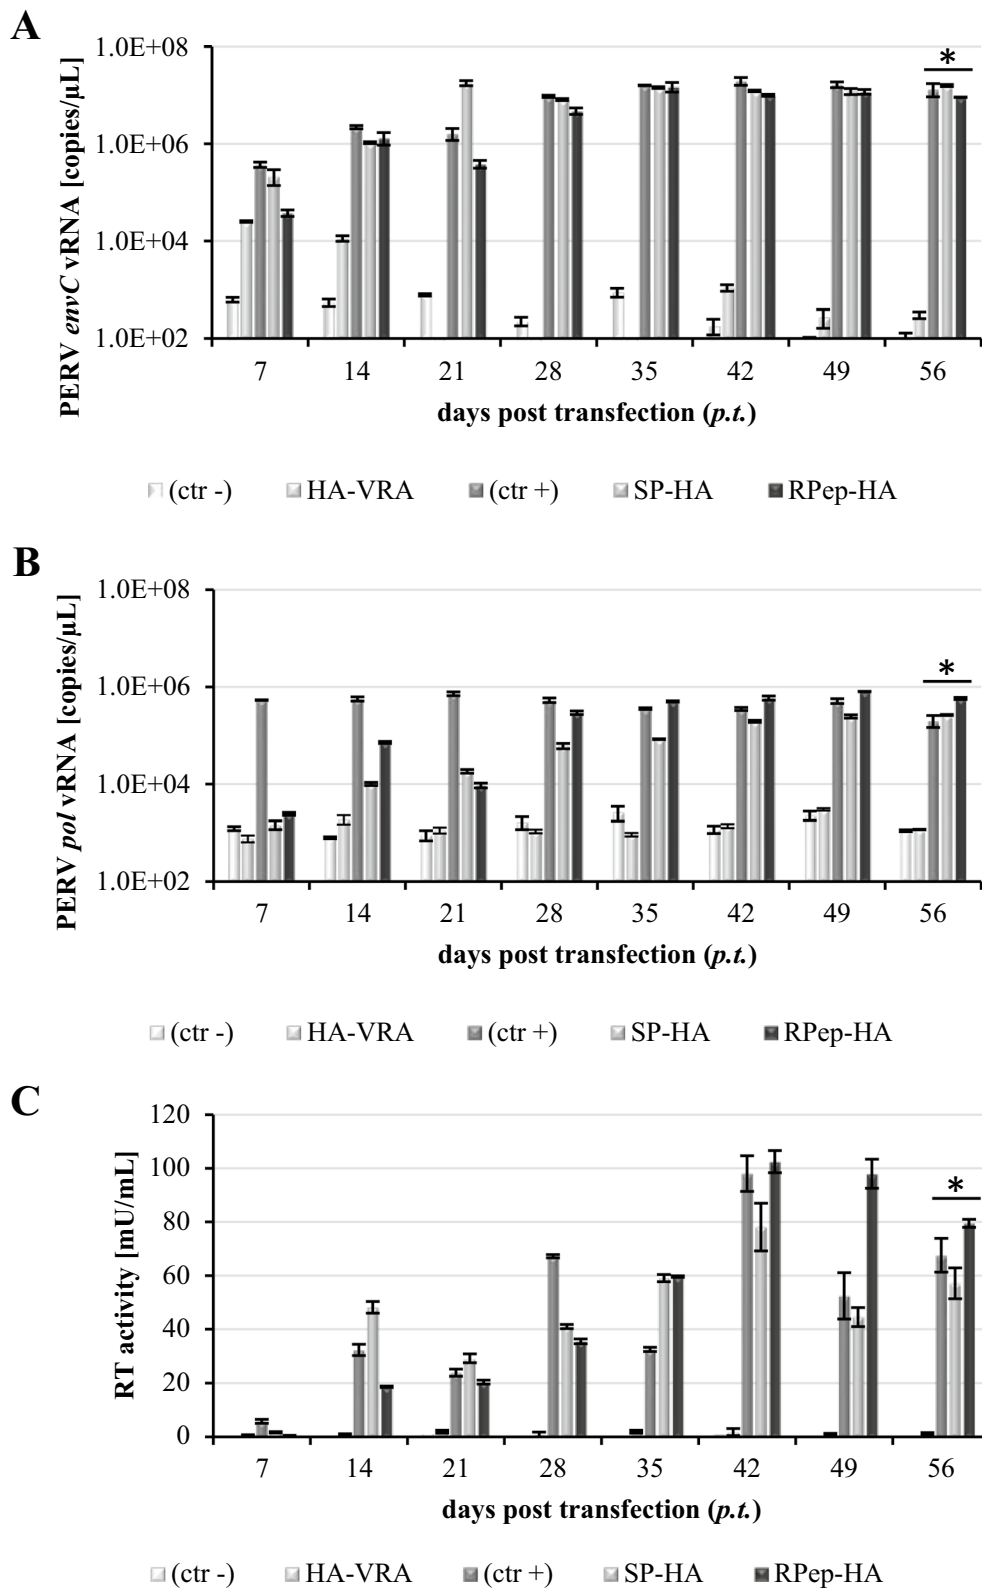 A
PERV envC vRNA [copies/µL]
1.0E+08
1.0E+06
1.0E+04
1.0E+02
*
7 14 21 28 35 42 49 56
days post transfection (p.t.)
(ctr -) HA-VRA (ctr +) SP-HA RPep-HA
B
PERV pol vRNA [copies/µL]
1.0E+08
1.0E+06
1.0E+04
1.0E+02
*
7 14 21 28 35 42 49 56
days post transfection (p.t.)
(ctr -) HA-VRA (ctr +) SP-HA RPep-HA
C
RT activity [mU/mL]
120
100
80
60
40
20
0
*
7 14 21 28 35 42 49 56
days post transfection (p.t.)
(ctr -) HA-VRA (ctr +) SP-HA RPep-HA